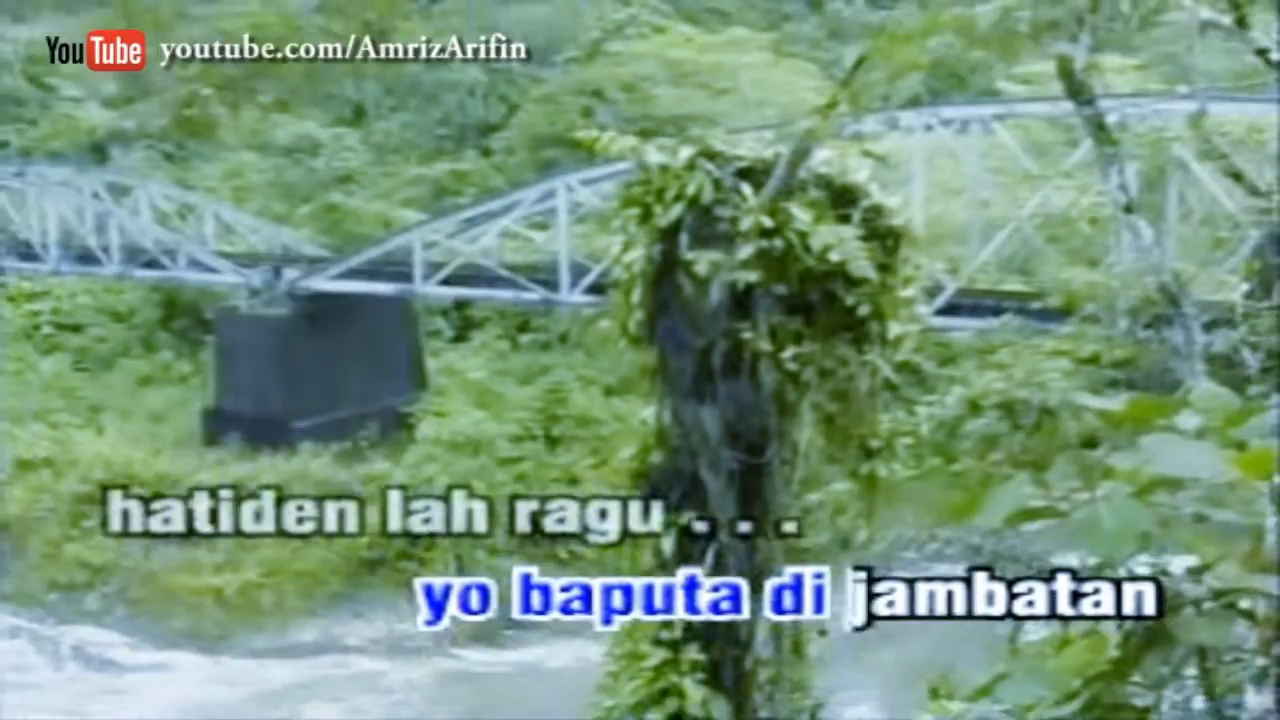 YouTube youtube.com/AmrizArifin
hatiden lah ragu . . .
yo baputa di jambatan